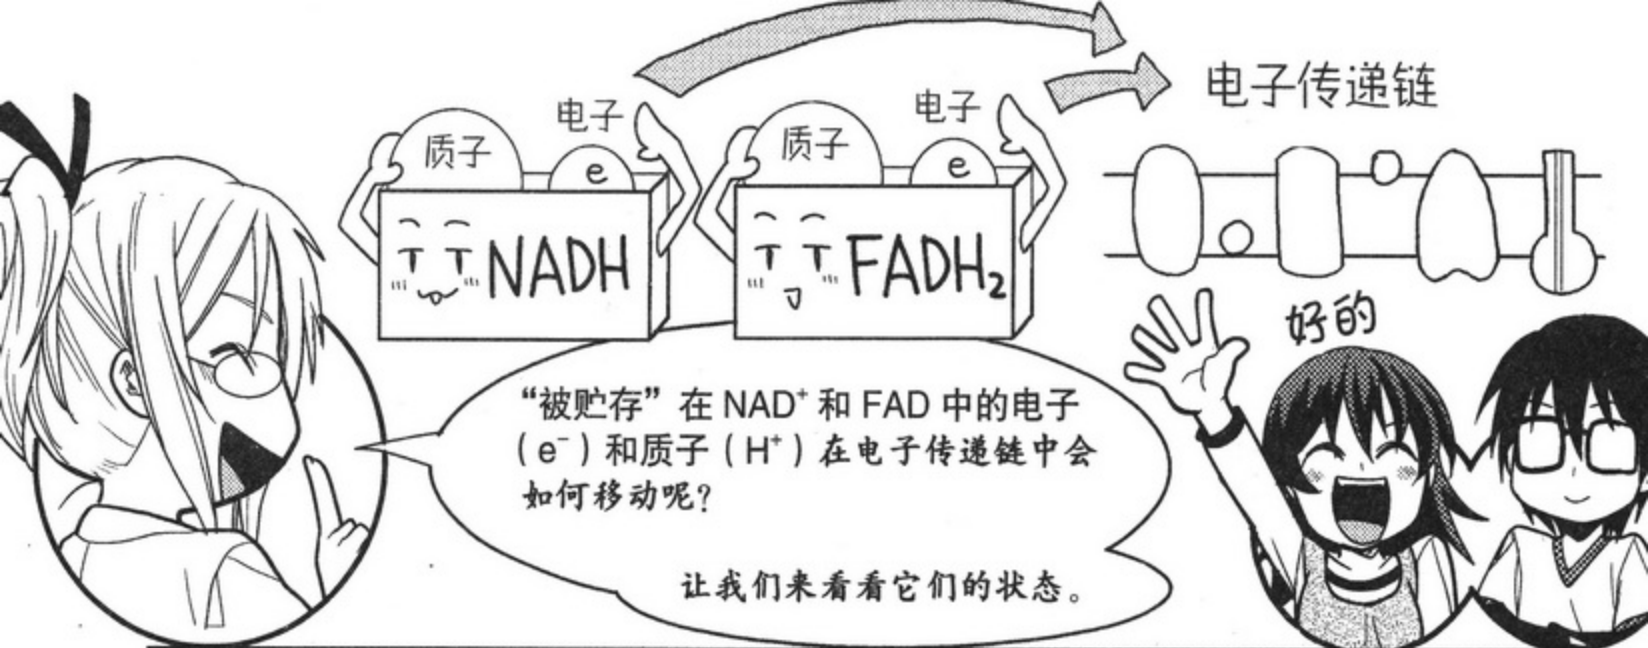 电子传递链
电子
质子
e
NADH
电子
质子
e
FADH₂
好的
“被贮存”在 NAD⁺ 和 FAD 中的电子
（e⁻）和质子（H⁺）在电子传递链中会
如何移动呢?
让我们来看看它们的状态。